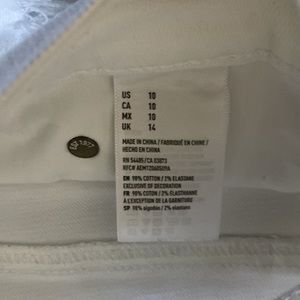 EST 1977
US 10
CA 10
MX 10
UK 14
MADE IN CHINA / FABRIQUÉ EN CHINE /
HECHO EN CHINA
RN 54485/CA 03073
EN 98% COTTON / 2% ELASTANE
EXCLUSIVE OF DECORATION
FR 98% COTON / 2% ÉLASTHANNE
À L'EXCEPTION DE LA GARNITURE
SP 98% algodón / 2% elastano